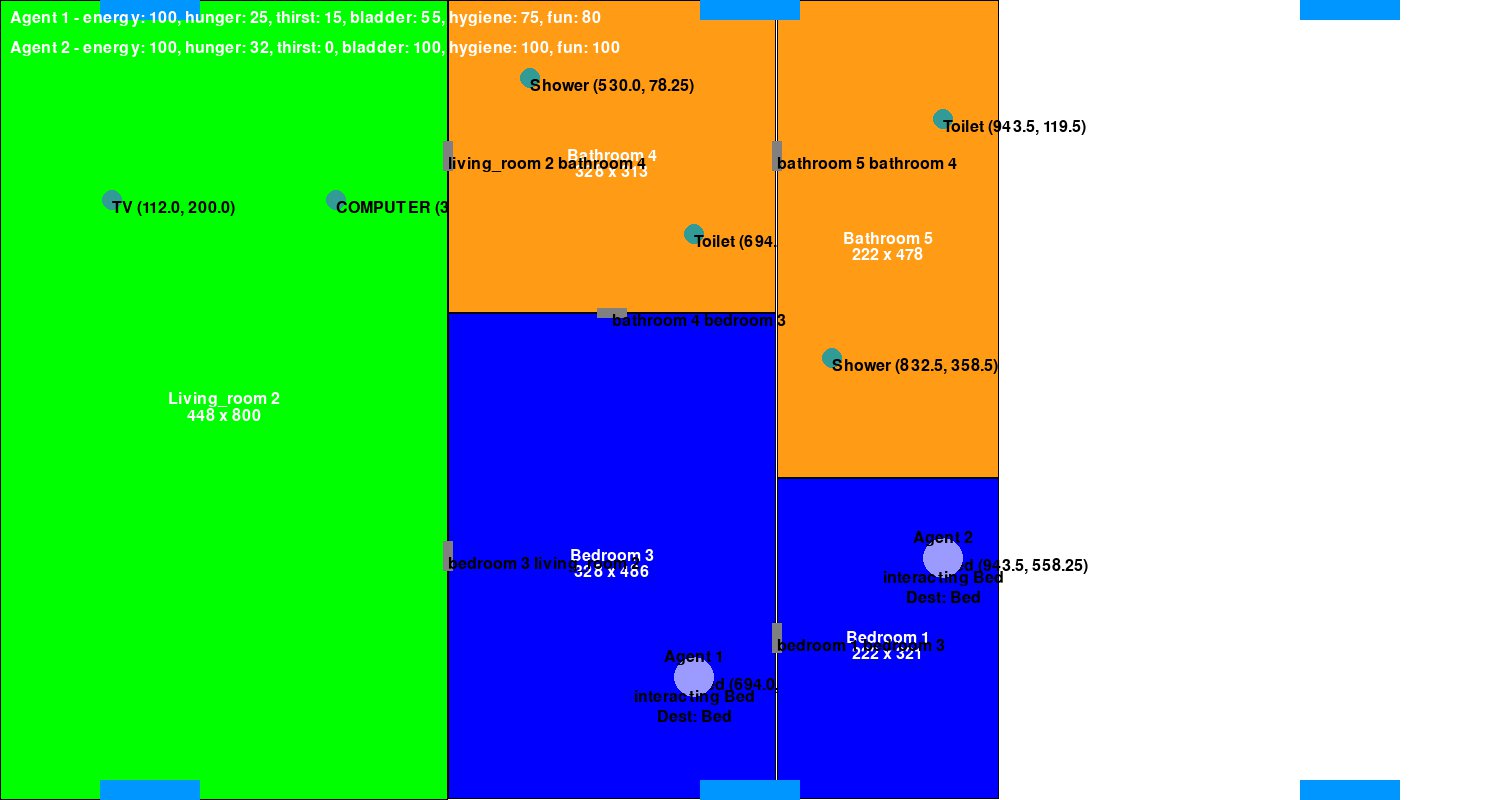 Agent 1 - energy: 100, hunger: 25, thirst: 15, bladder: 55, hygiene: 75, fun: 80
Agent 2 - energy: 100, hunger: 32, thirst: 0, bladder: 100, hygiene: 100, fun: 100
Shower (530.0, 78.25)
Toilet (943.5, 119.5)
Bathroom 4
328 x 313
living_room 2 bathroom 4
bathroom 5 bathroom 4
TV (112.0, 200.0)
COMPUTER (3
Toilet (694.
Bathroom 5
222 x 478
bathroom 4 bedroom 3
Shower (832.5, 358.5)
Living_room 2
448 x 800
Agent 2
Bedroom 3
328 x 486
bedroom 3 living_room 2
d (943.5, 558.25)
interacting Bed
Dest: Bed
Bedroom 1
222 x 321
bedroom 1 bedroom 3
Agent 1
d (694.0,
interacting Bed
Dest: Bed